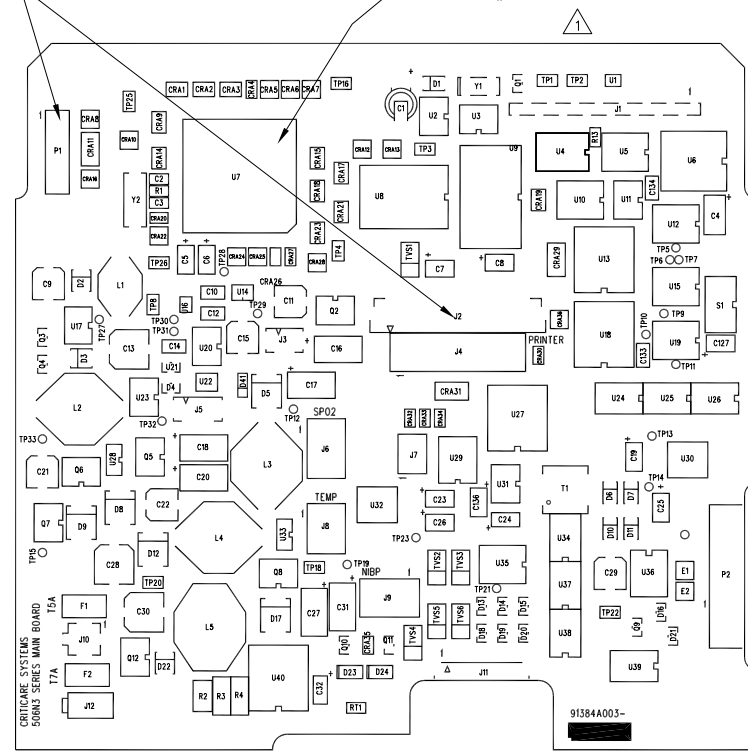 1
CRA1 CRA2 CRA3 CRA4 CRA5 CRA6 CRA7 TP16
D1 Y1 Q1 TP1 TP2 U1
TP25
C1
J1 1
1
P1
CRA8
CRA9
U2 U3
CRA11 CRA10
CRA12 CRA13 TP3
U9
U4 R13 U5 U6
CRA14
U7
CRA15
CRA16
C2
CRA17
U8
R1
CRA18
CRA19 U10 U11 C134
Y2 C3
CRA20
CRA21
C4
CRA22
CRA23
U12
TP5
TP4
TVS1
CRA29
TP26 C5 C6 TP28 CRA24 CRA25 CRA27 CRA28
C7 C8
U13
TP6 TP7
C9 D2 L1
C10 U14 CRA26
C11
U15
S1
TP8 U16
TP29
Q2
J2
CRA36
TP9
U17 TP27 TP30
C12
TP31
TP10
D3
C13
C14 U20 C15 J3
C16
J4
PRINTER
U18
U19
C127
Q4 D3
CRA30
C133
TP11
U21
D4 U22 D41 D5 C17
L2
U23
J5
TP12
SPO2
CRA31
U24 U25 U26
CRA32 CRA33 CRA34
U27
TP32
TP33
C18
1
J6
TP13
C21 Q6 U28 Q5
L3
J7 U29
C19 U30
C20
TP14
U31
T1
C22
TEMP
U32
C23
C136
D6 D7 C25
D8
1
Q7 D9
L4
U33 J8
C26 C24
TP23
D10 D11
U34
TP15
D12
C28
TP19
TVS2 TVS3
U35
TP20
Q8 TP18
NIBP
TP21
U37
C29 U36
E1
E2
P2
T5A
F1
C30
L5
D17 C27 C31 J9
TVS5 TVS6
D13 D14 D15
TP22
D16
J10 1
TVS4
D18 D19 D20
U38
Q9
D21
Q10 CRA35 Q11
CRITICARE SYSTEMS
506N3 SERIES MAIN BOARD
T7A
F2
Q12 D22
U40
C32
D23 D24
1
J11
U39
R2 R3 R4
J12
RT1
91384A003-